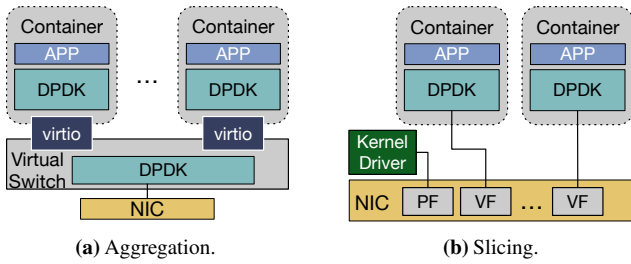 Container
APP
DPDK
...
Container
APP
DPDK
virtio
virtio
Virtual
Switch
DPDK
NIC
(a) Aggregation.
Container
APP
DPDK
Container
APP
DPDK
Kernel
Driver
NIC
PF
VF
...
VF
(b) Slicing.